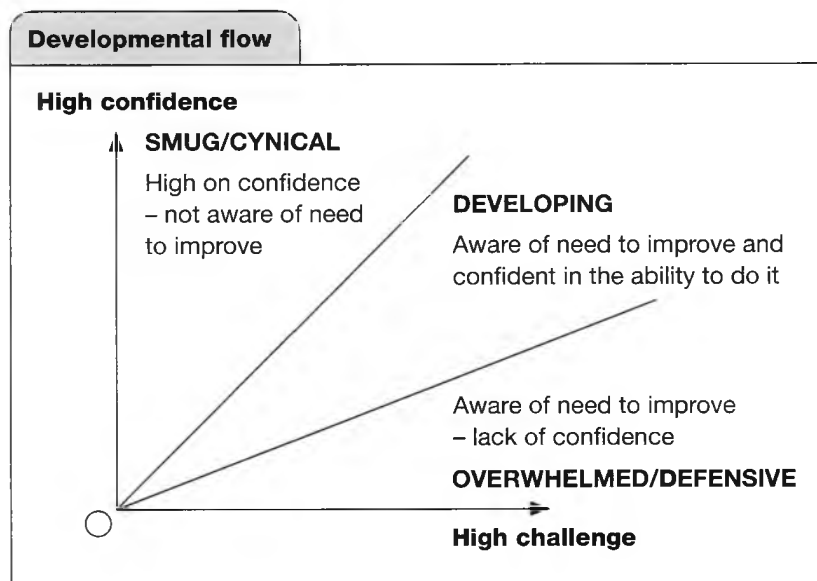 Developmental flow
High confidence
SMUG/CYNICAL
High on confidence
– not aware of need
to improve
DEVELOPING
Aware of need to improve and
confident in the ability to do it
Aware of need to improve
– lack of confidence
OVERWHELMED/DEFENSIVE
High challenge